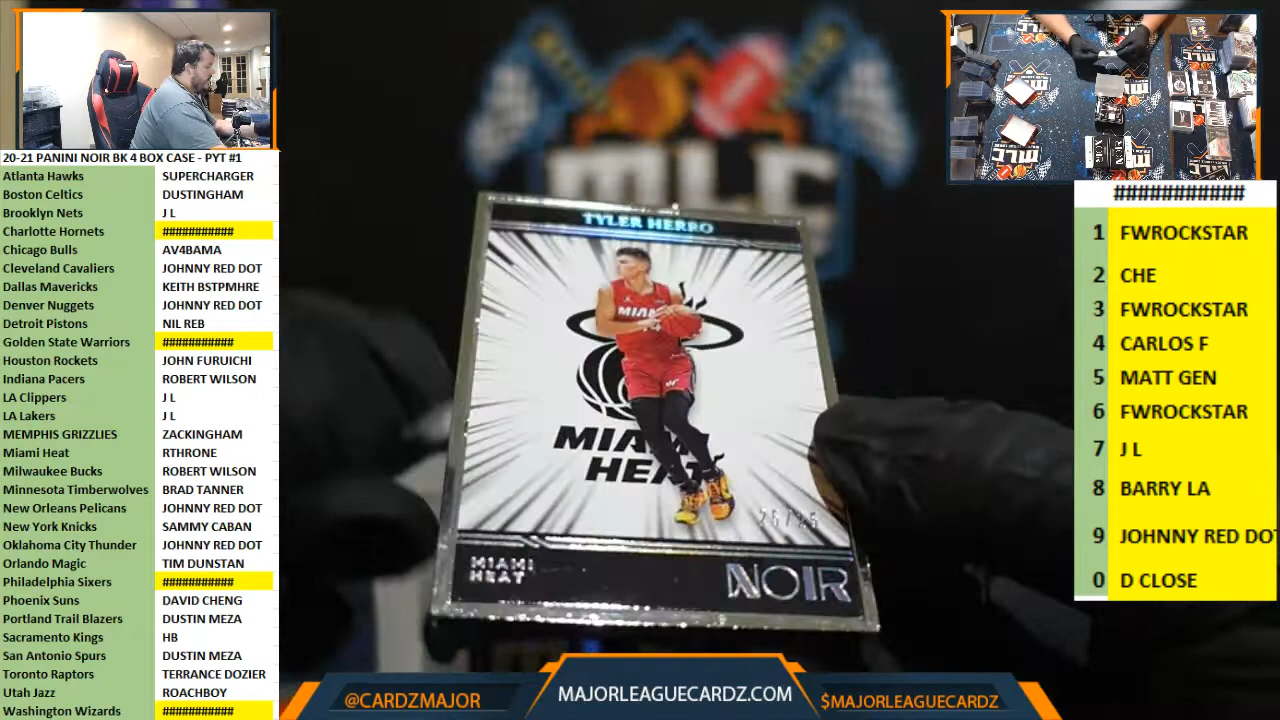 20-21 PANINI NOIR BK 4 BOX CASE - PYT #1
Atlanta Hawks SUPERCHARGER
Boston Celtics DUSTINGHAM
Brooklyn Nets J L
Charlotte Hornets ###########
Chicago Bulls AV4BAMA
Cleveland Cavaliers JOHNNY RED DOT
Dallas Mavericks KEITH BSTPMHRE
Denver Nuggets JOHNNY RED DOT
Detroit Pistons NIL REB
Golden State Warriors ###########
Houston Rockets JOHN FURUICHI
Indiana Pacers ROBERT WILSON
LA Clippers J L
LA Lakers J L
MEMPHIS GRIZZLIES ZACKINGHAM
Miami Heat RTHRONE
Milwaukee Bucks ROBERT WILSON
Minnesota Timberwolves BRAD TANNER
New Orleans Pelicans JOHNNY RED DOT
New York Knicks SAMMY CABAN
Oklahoma City Thunder JOHNNY RED DOT
Orlando Magic TIM DUNSTAN
Philadelphia Sixers ###########
Phoenix Suns DAVID CHENG
Portland Trail Blazers DUSTIN MEZA
Sacramento Kings HB
San Antonio Spurs DUSTIN MEZA
Toronto Raptors TERRANCE DOZIER
Utah Jazz ROACHBOY
Washington Wizards ###########
MLC
TYLER HERRO
MIAMI
MIAMI
HEAT
MIAMI
HEAT
NOIR
###########
1 FWROCKSTAR
2 CHE
3 FWROCKSTAR
4 CARLOS F
5 MATT GEN
6 FWROCKSTAR
7 J L
8 BARRY LA
9 JOHNNY RED DOT
0 D CLOSE
@CARDZMAJOR
MAJORLEAGUECARDZ.COM
$MAJORLEAGUECARDZ